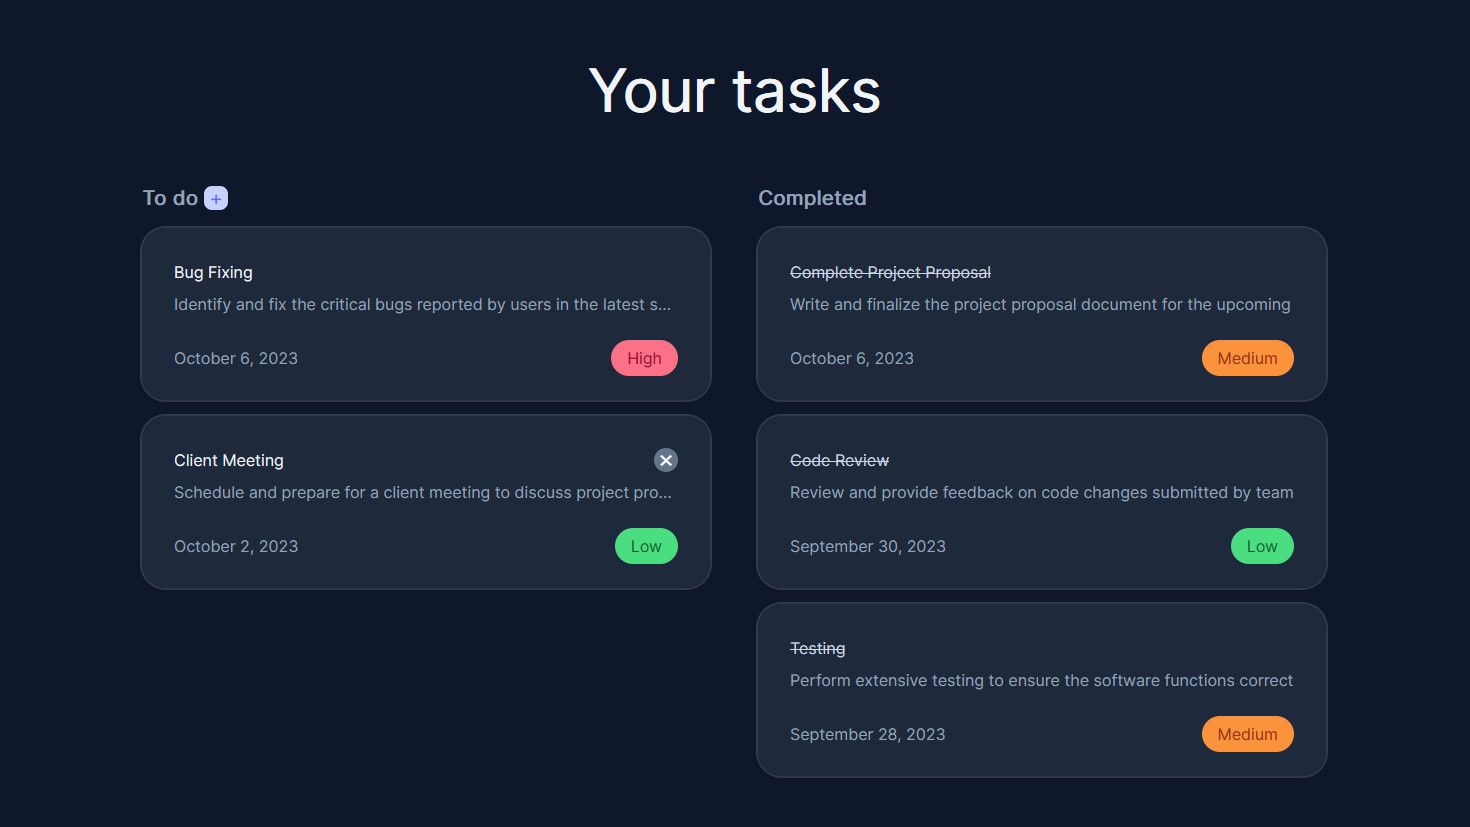 Your tasks
To do +
Bug Fixing
Identify and fix the critical bugs reported by users in the latest s...
October 6, 2023
High
Client Meeting
Schedule and prepare for a client meeting to discuss project pro...
October 2, 2023
Low
Completed
Complete Project Proposal
Write and finalize the project proposal document for the upcoming
October 6, 2023
Medium
Code Review
Review and provide feedback on code changes submitted by team
September 30, 2023
Low
Testing
Perform extensive testing to ensure the software functions correct
September 28, 2023
Medium